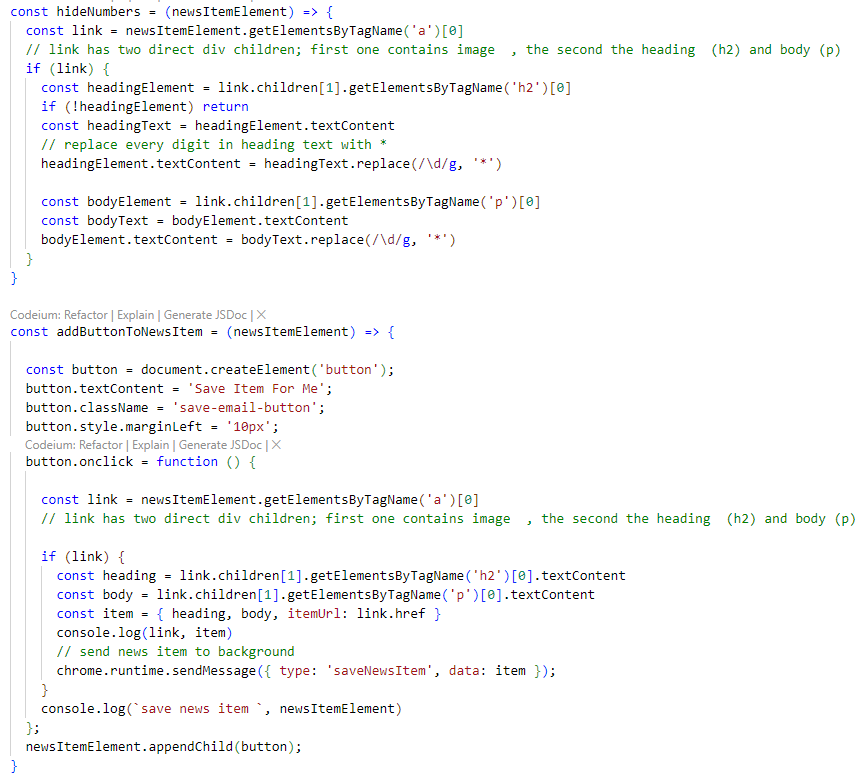 const hideNumbers = (newsItemElement) => {
  const link = newsItemElement.getElementsByTagName('a')[0]
  // link has two direct div children; first one contains image  , the second the heading  (h2) and body (p)
  if (link) {
    const headingElement = link.children[1].getElementsByTagName('h2')[0]
    if (!headingElement) return
    const headingText = headingElement.textContent
    // replace every digit in heading text with *
    headingElement.textContent = headingText.replace(/\d/g, '*')

    const bodyElement = link.children[1].getElementsByTagName('p')[0]
    const bodyText = bodyElement.textContent
    bodyElement.textContent = bodyText.replace(/\d/g, '*')
  }
}

Codeium: Refactor | Explain | Generate JSDoc | ×
const addButtonToNewsItem = (newsItemElement) => {

  const button = document.createElement('button');
  button.textContent = 'Save Item For Me';
  button.className = 'save-email-button';
  button.style.marginLeft = '10px';
  Codeium: Refactor | Explain | Generate JSDoc | ×
  button.onclick = function () {

    const link = newsItemElement.getElementsByTagName('a')[0]
    // link has two direct div children; first one contains image  , the second the heading  (h2) and body (p)

    if (link) {
      const heading = link.children[1].getElementsByTagName('h2')[0].textContent
      const body = link.children[1].getElementsByTagName('p')[0].textContent
      const item = { heading, body, itemUrl: link.href }
      console.log(link, item)
      // send news item to background
      chrome.runtime.sendMessage({ type: 'saveNewsItem', data: item });
    }
    console.log(`save news item `, newsItemElement)
  };
  newsItemElement.appendChild(button);
}